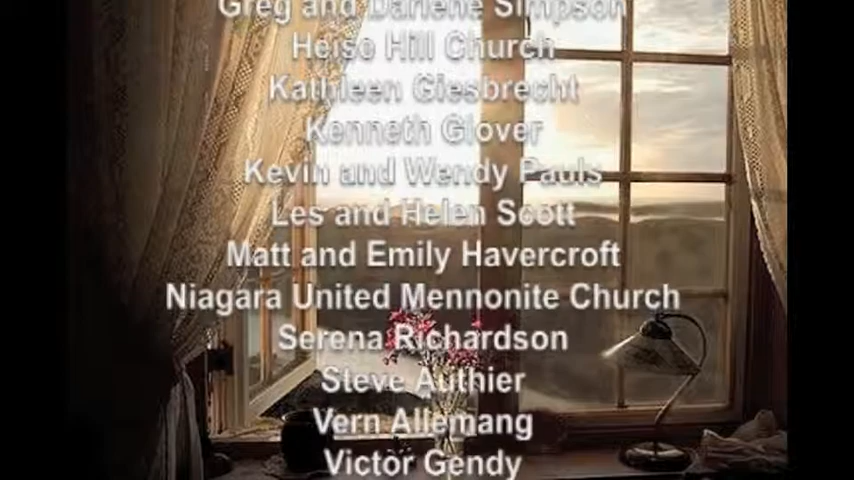 Greg and Darlene Simpson
Heise Hill Church
Kathleen Giesbrecht
Kenneth Glover
Kevin and Wendy Pauls
Les and Helen Scott
Matt and Emily Havercroft
Niagara United Mennonite Church
Serena Richardson
Steve Authier
Vern Allemang
Victor Gendy